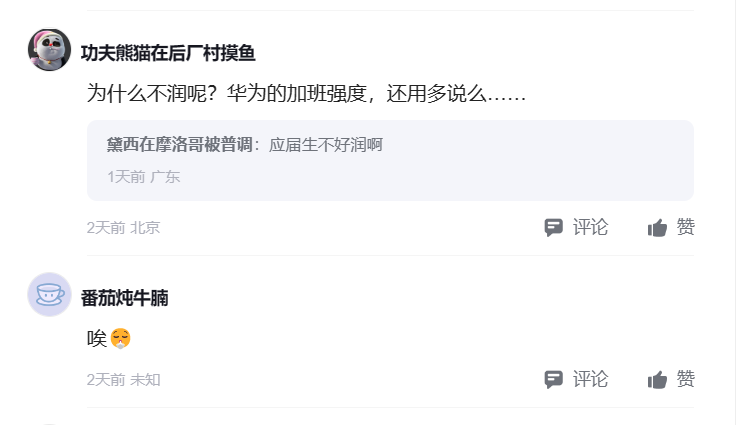 功夫熊猫在后厂村摸鱼
为什么不润呢？华为的加班强度，还用多说么……
黛西在摩洛哥被普调：应届生不好润啊
1天前 广东
2天前 北京 评论 赞
番茄炖牛腩
唉😤
2天前 未知 评论 赞